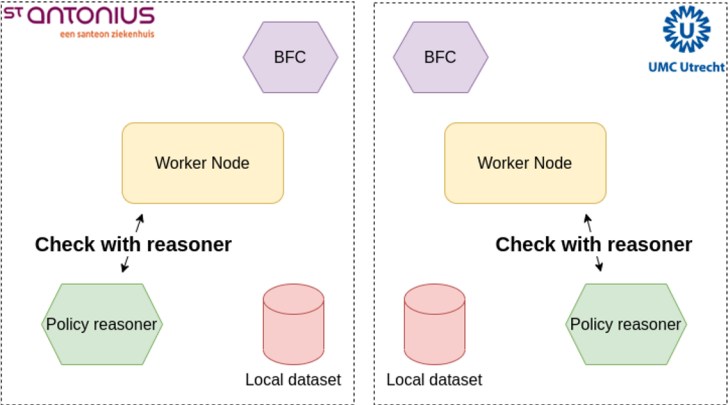 ST ANTONIUS
een santeon ziekenhuis
BFC
Worker Node
Check with reasoner
Policy reasoner
Local dataset
BFC
UMC Utrecht
Worker Node
Check with reasoner
Local dataset
Policy reasoner